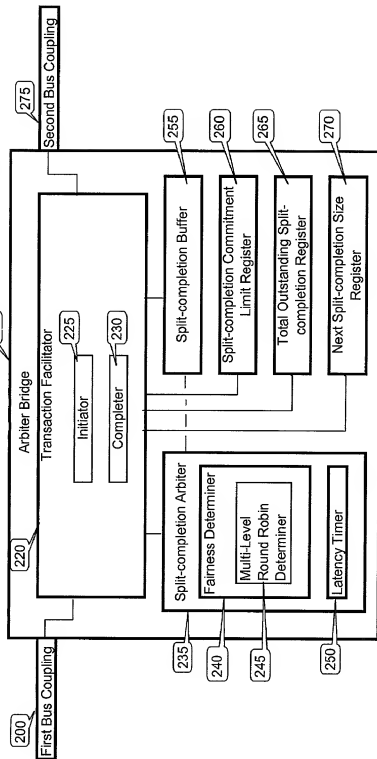 Arbiter Bridge
220
Transaction Facilitator
225
Initiator
230
Completer
200
First Bus Coupling
275
Second Bus Coupling
235
Split-completion Arbiter
240
Fairness Determiner
245
Multi-Level
Round Robin
Determiner
250
Latency Timer
255
Split-completion Buffer
260
Split-completion Commitment
Limit Register
265
Total Outstanding Split-
completion Register
270
Next Split-completion Size
Register